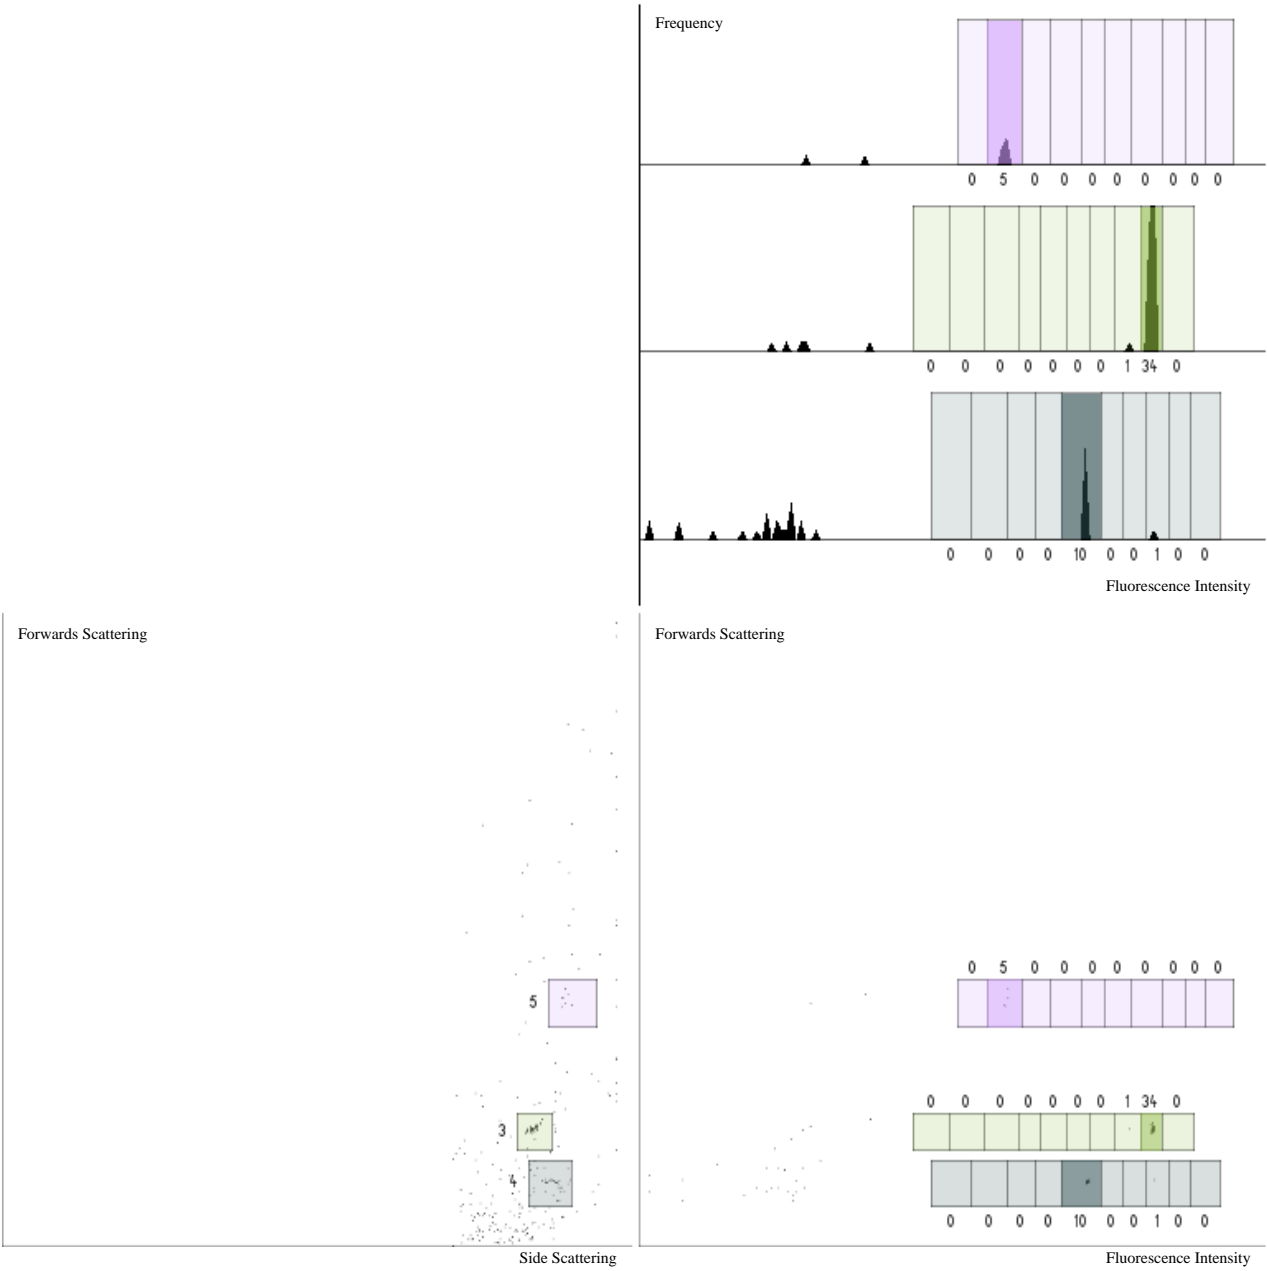 Frequency
0 5 0 0 0 0 0 0 0 0
0 0 0 0 0 0 0 1 34 0
0 0 0 0 10 0 0 1 0 0
Fluorescence Intensity
Forwards Scattering
5
3
4
Side Scattering
Forwards Scattering
0 5 0 0 0 0 0 0 0 0
0 0 0 0 0 0 0 1 34 0
0 0 0 0 10 0 0 1 0 0
Fluorescence Intensity